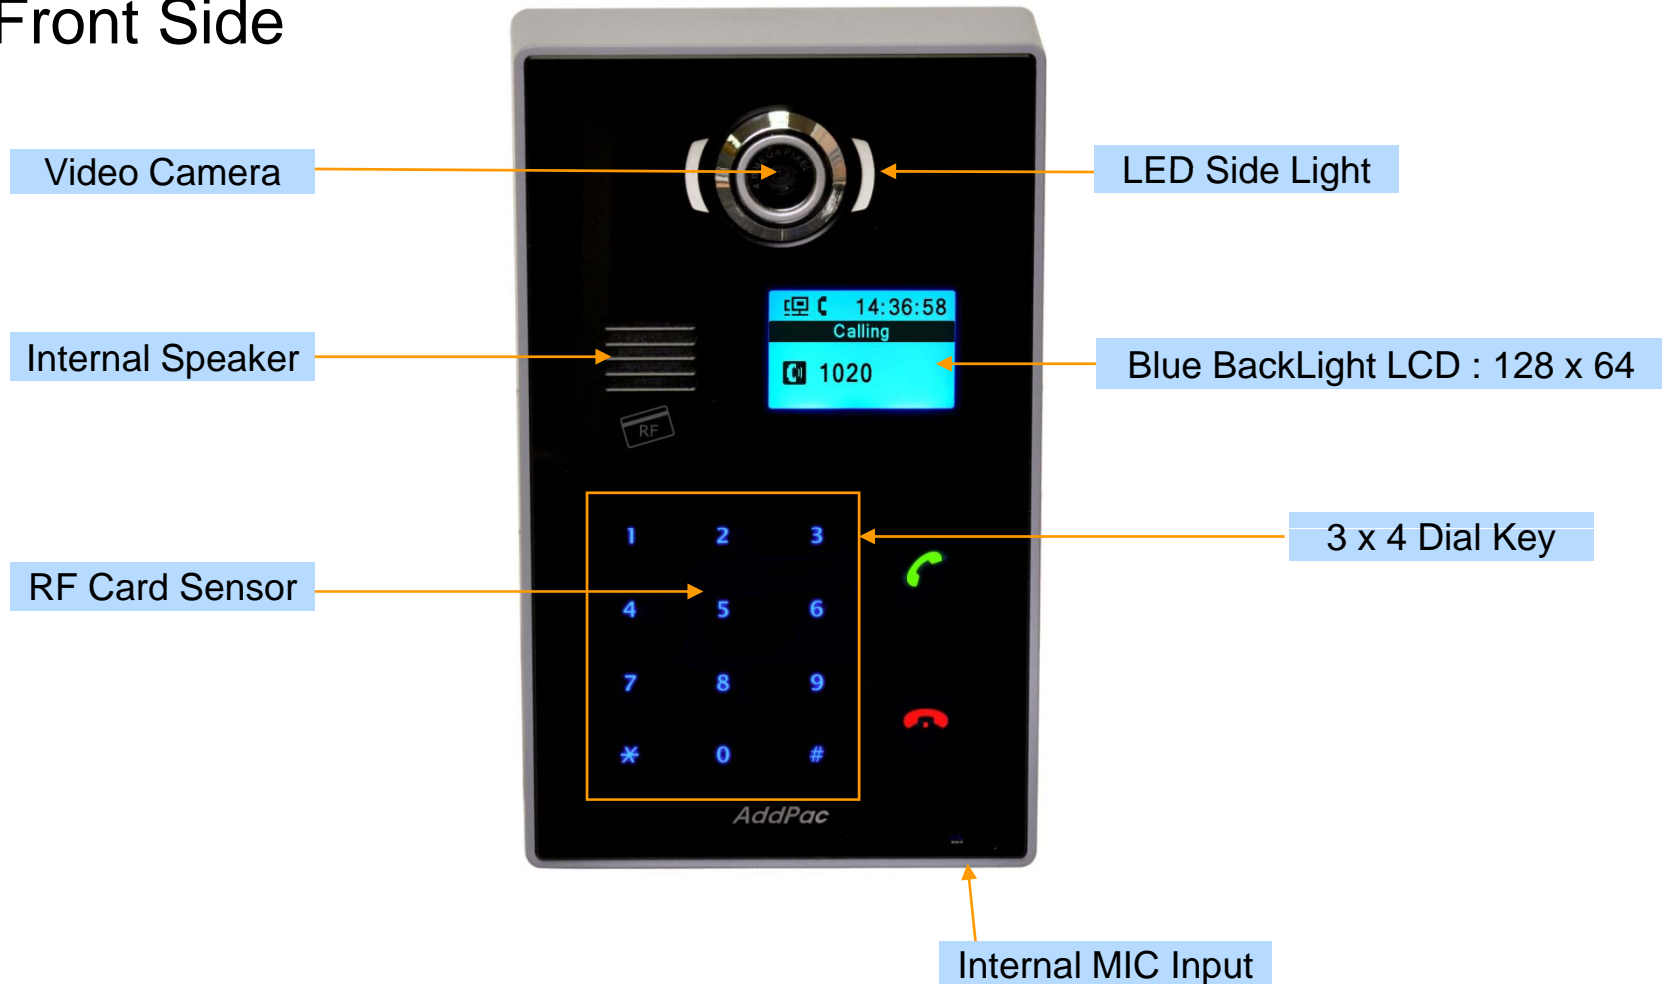 Front Side
Video Camera
LED Side Light
MEGAPIXEL
14:36:58
Calling
Internal Speaker
1020
Blue BackLight LCD : 128 x 64
RF
1 2 3
3 x 4 Dial Key
RF Card Sensor
4 5 6
7 8 9
* 0 #
AddPac
Internal MIC Input